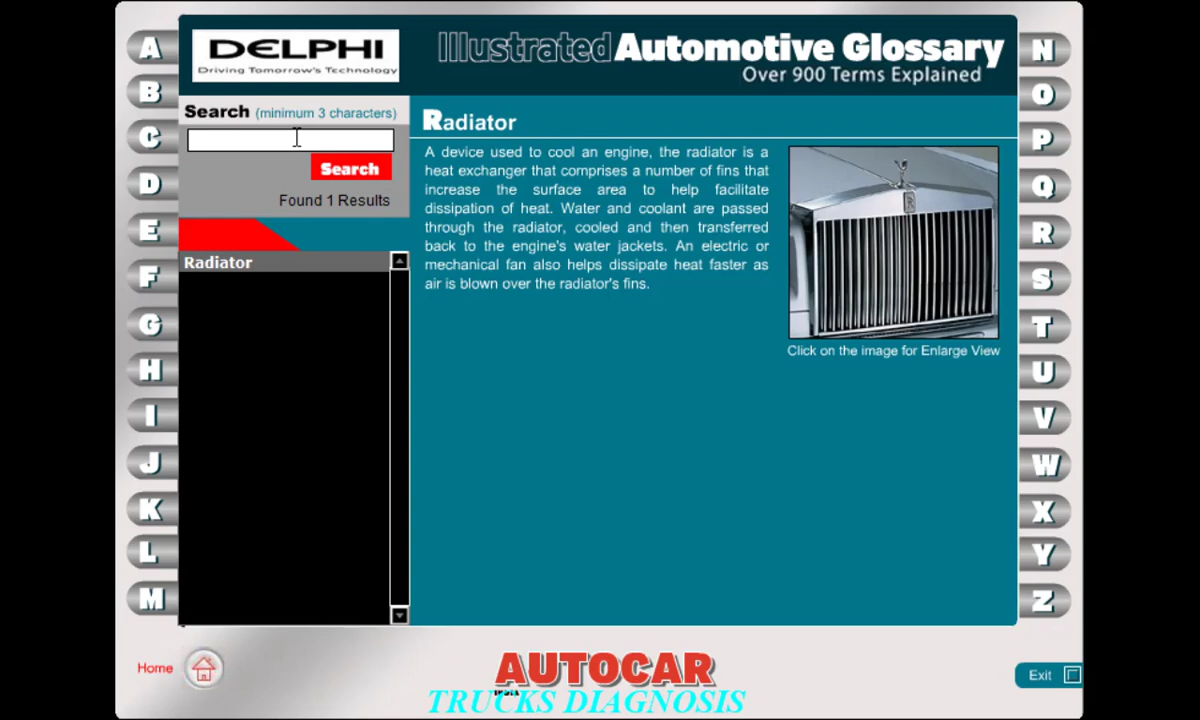 DELPHI
Driving Tomorrow's Technology
Illustrated Automotive Glossary
Over 900 Terms Explained
Search (minimum 3 characters)
Search
Found 1 Results
Radiator
Radiator
A device used to cool an engine, the radiator is a
heat exchanger that comprises a number of fins that
increase the surface area to help facilitate
dissipation of heat. Water and coolant are passed
through the radiator, cooled and then transferred
back to the engine's water jackets. An electric or
mechanical fan also helps dissipate heat faster as
air is blown over the radiator's fins.
Click on the image for Enlarge View
A
B
C
D
E
F
G
H
I
J
K
L
M
N
O
P
Q
R
S
T
U
V
W
X
Y
Z
Home
AUTOCAR
INDIA
TRUCKS DIAGNOSIS
Exit